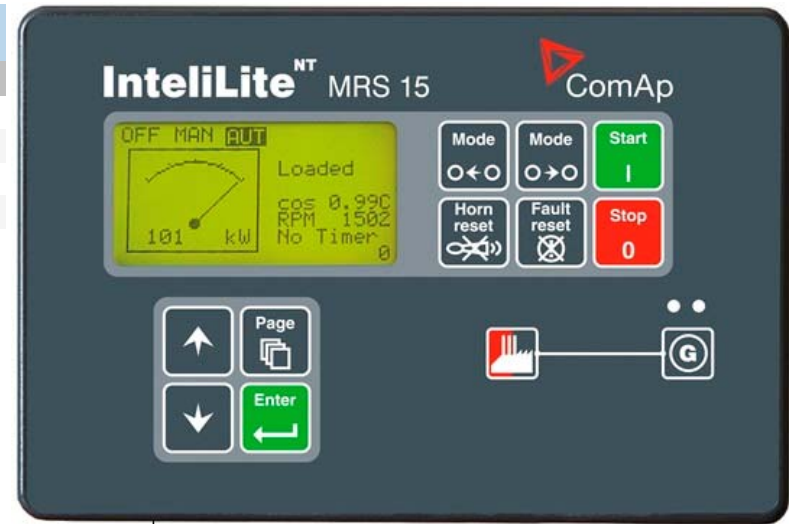 InteliLite NT MRS 15
ComAp
OFF MAN AUT
Loaded
cos 0.99C
RPM 1502
No Timer
0
101 kW
Mode
Mode
Start
I
Horn reset
Fault reset
Stop
0
Page
Enter
G